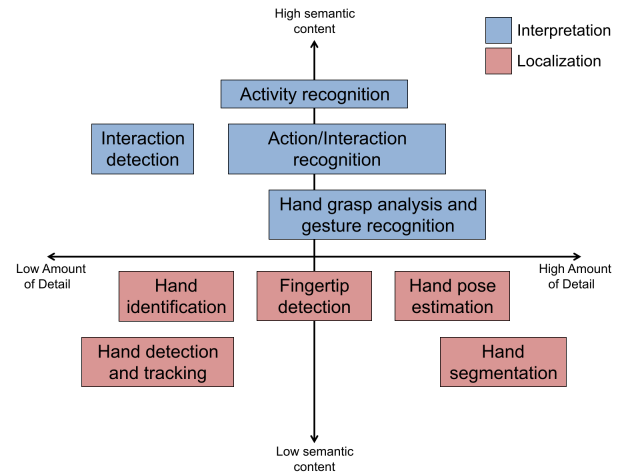 High semantic
content
Interpretation
Localization
Activity recognition
Interaction
detection
Action/Interaction
recognition
Hand grasp analysis and
gesture recognition
Low Amount
of Detail
High Amount
of Detail
Hand
identification
Fingertip
detection
Hand pose
estimation
Hand detection
and tracking
Hand
segmentation
Low semantic
content